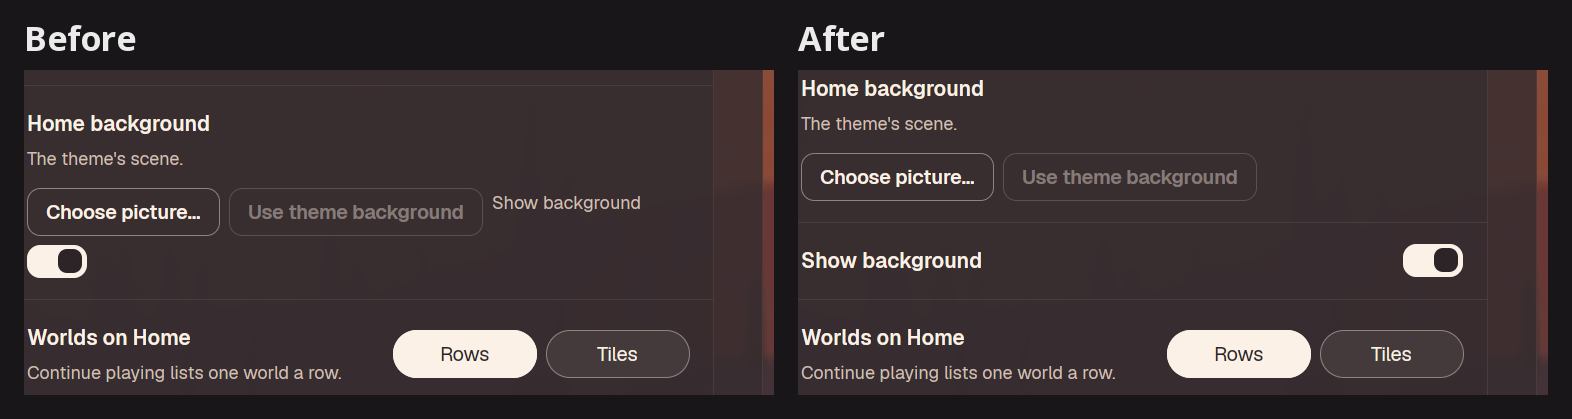 Before
Home background
The theme's scene.
Choose picture...
Use theme background
Show background
Worlds on Home
Continue playing lists one world a row.
Rows
Tiles
After
Home background
The theme's scene.
Choose picture...
Use theme background
Show background
Worlds on Home
Continue playing lists one world a row.
Rows
Tiles